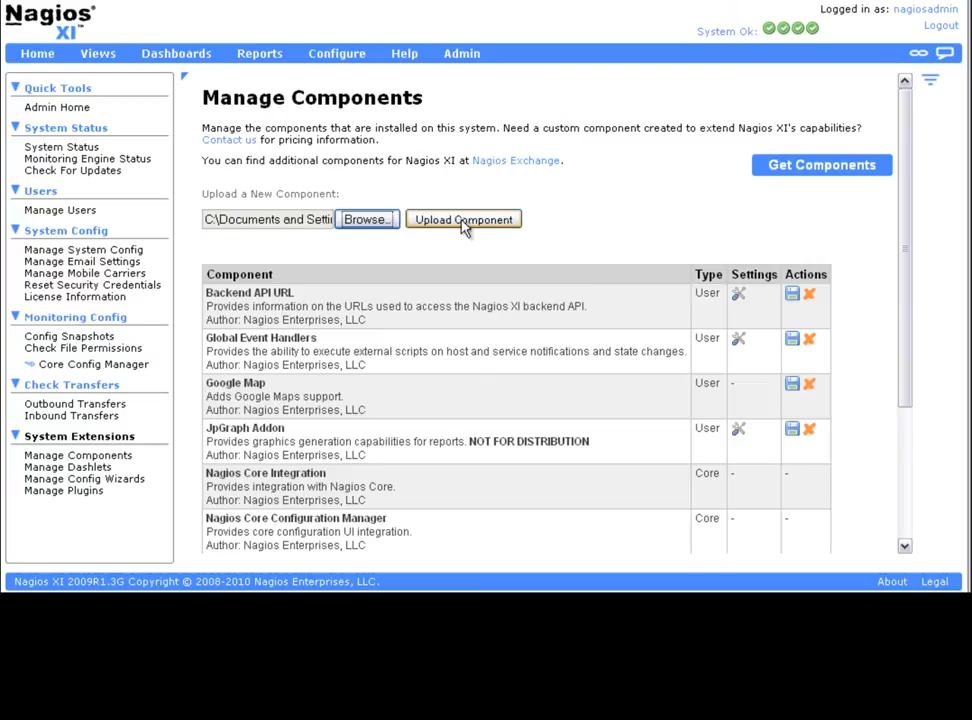 Nagios
XI™
Logged in as: nagiosadmin
System Ok:
Logout
Home Views Dashboards Reports Configure Help Admin
Quick Tools
Admin Home
System Status
System Status
Monitoring Engine Status
Check For Updates
Users
Manage Users
System Config
Manage System Config
Manage Email Settings
Manage Mobile Carriers
Reset Security Credentials
License Information
Monitoring Config
Config Snapshots
Check File Permissions
Core Config Manager
Check Transfers
Outbound Transfers
Inbound Transfers
System Extensions
Manage Components
Manage Dashlets
Manage Config Wizards
Manage Plugins
Manage Components
Manage the components that are installed on this system. Need a custom component created to extend Nagios XI's capabilities?
Contact us for pricing information.
You can find additional components for Nagios XI at Nagios Exchange.
Get Components
Upload a New Component:
C:\Documents and Setti Browse... Upload Component
Component Type Settings Actions
Backend API URL User
Provides information on the URLs used to access the Nagios XI backend API.
Author: Nagios Enterprises, LLC
Global Event Handlers User
Provides the ability to execute external scripts on host and service notifications and state changes.
Author: Nagios Enterprises, LLC
Google Map User -
Adds Google Maps support.
Author: Nagios Enterprises, LLC
JpGraph Addon User
Provides graphics generation capabilities for reports. NOT FOR DISTRIBUTION
Author: Nagios Enterprises, LLC
Nagios Core Integration Core - -
Provides integration with Nagios Core.
Author: Nagios Enterprises, LLC
Nagios Core Configuration Manager Core - -
Provides core configuration UI integration.
Author: Nagios Enterprises, LLC
Nagios XI 2009R1.3G Copyright © 2008-2010 Nagios Enterprises, LLC.
About Legal